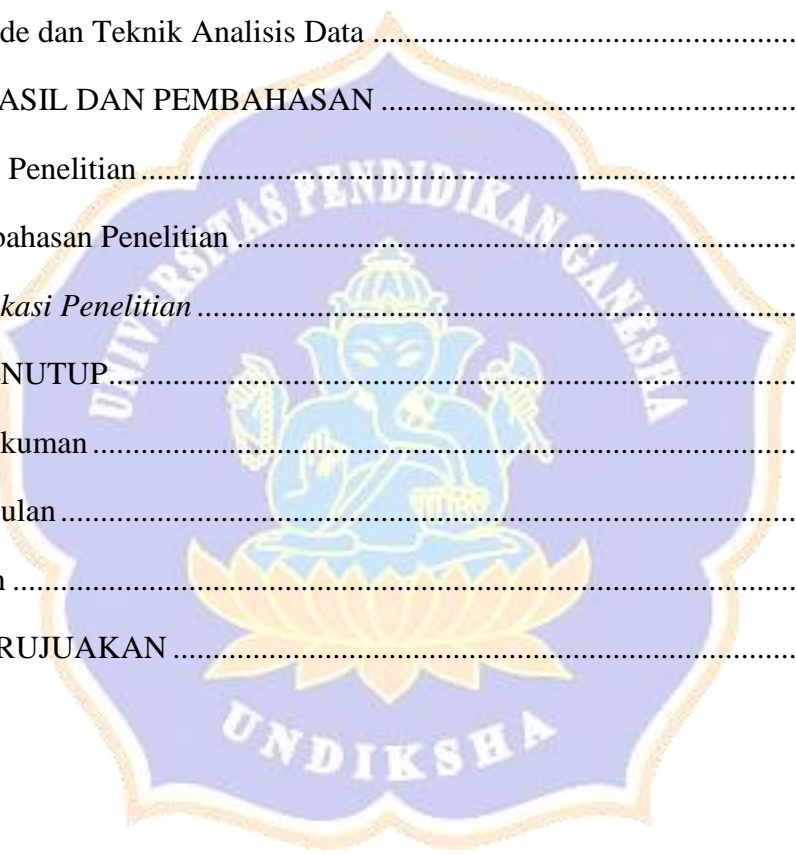 de dan Teknik Analisis Data ........................................................
ASIL DAN PEMBAHASAN ........................................................
Penelitian ........................................................
bahasan Penelitian ........................................................
kasi Penelitian ........................................................
NUTUP ........................................................
kuman ........................................................
ulan ........................................................
n ........................................................
RUJUAKAN ........................................................
UNIVERSITAS PENDIDIKAN GANESHA
UNDIKSHA